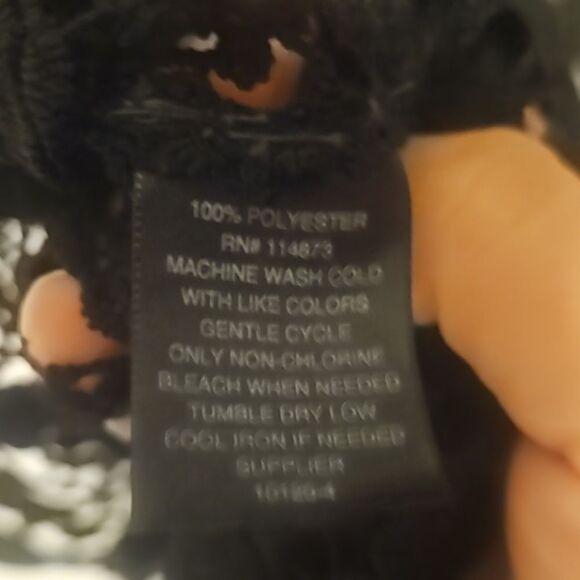 100% POLYESTER
RN# 114873
MACHINE WASH COLD
WITH LIKE COLORS
GENTLE CYCLE
ONLY NON-CHLORINE
BLEACH WHEN NEEDED
TUMBLE DRY LOW
COOL IRON IF NEEDED
SUPPLIER